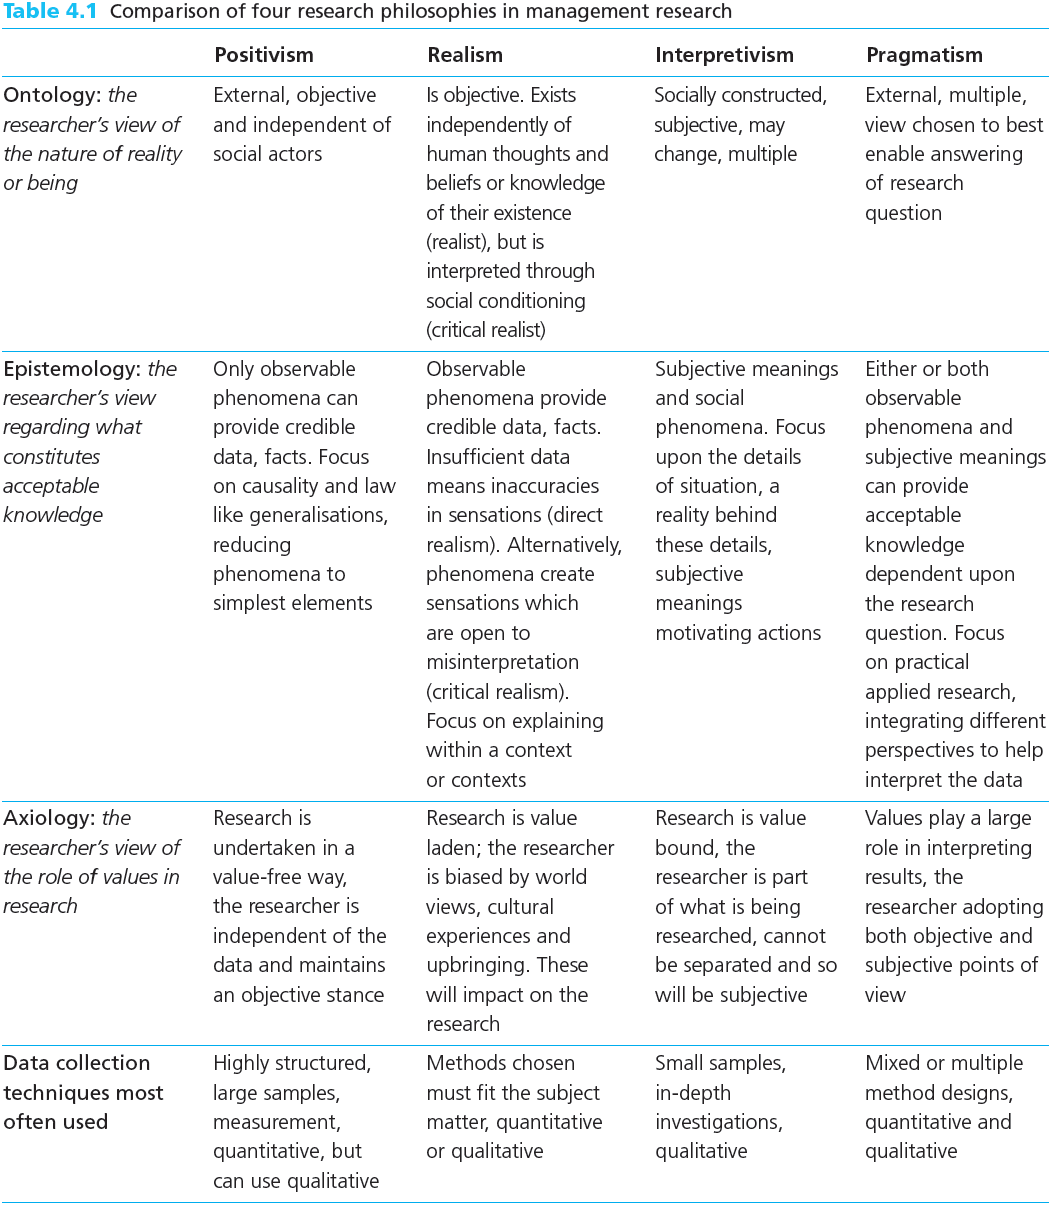 Table 4.1 Comparison of four research philosophies in management research
Positivism Realism Interpretivism Pragmatism
Ontology: the
researcher's view of
the nature of reality
or being
External, objective
and independent of
social actors
Is objective. Exists
independently of
human thoughts and
beliefs or knowledge
of their existence
(realist), but is
interpreted through
social conditioning
(critical realist)
Socially constructed,
subjective, may
change, multiple
External, multiple,
view chosen to best
enable answering
of research
question
Epistemology: the
researcher's view
regarding what
constitutes
acceptable
knowledge
Only observable
phenomena can
provide credible
data, facts. Focus
on causality and law
like generalisations,
reducing
phenomena to
simplest elements
Observable
phenomena provide
credible data, facts.
Insufficient data
means inaccuracies
in sensations (direct
realism). Alternatively,
phenomena create
sensations which
are open to
misinterpretation
(critical realism).
Focus on explaining
within a context
or contexts
Subjective meanings
and social
phenomena. Focus
upon the details
of situation, a
reality behind
these details,
subjective
meanings
motivating actions
Either or both
observable
phenomena and
subjective meanings
can provide
acceptable
knowledge
dependent upon
the research
question. Focus
on practical
applied research,
integrating different
perspectives to help
interpret the data
Axiology: the
researcher's view of
the role of values in
research
Research is
undertaken in a
value-free way,
the researcher is
independent of the
data and maintains
an objective stance
Research is value
laden; the researcher
is biased by world
views, cultural
experiences and
upbringing. These
will impact on the
research
Research is value
bound, the
researcher is part
of what is being
researched, cannot
be separated and so
will be subjective
Values play a large
role in interpreting
results, the
researcher adopting
both objective and
subjective points of
view
Data collection
techniques most
often used
Highly structured,
large samples,
measurement,
quantitative, but
can use qualitative
Methods chosen
must fit the subject
matter, quantitative
or qualitative
Small samples,
in-depth
investigations,
qualitative
Mixed or multiple
method designs,
quantitative and
qualitative